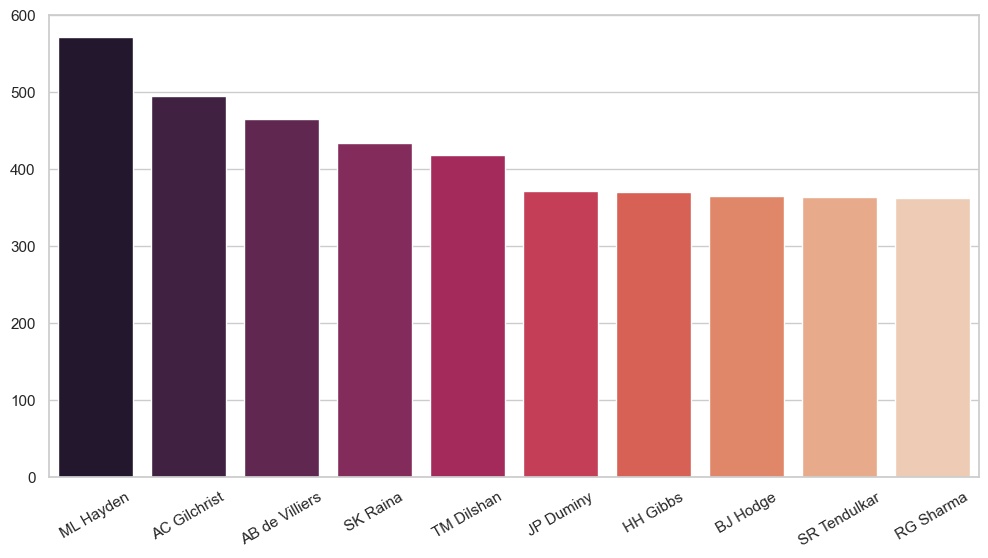 600
500
400
300
200
100
0
ML Hayden
AC Gilchrist
AB de Villiers
SK Raina
TM Dilshan
JP Duminy
HH Gibbs
BJ Hodge
SR Tendulkar
RG Sharma